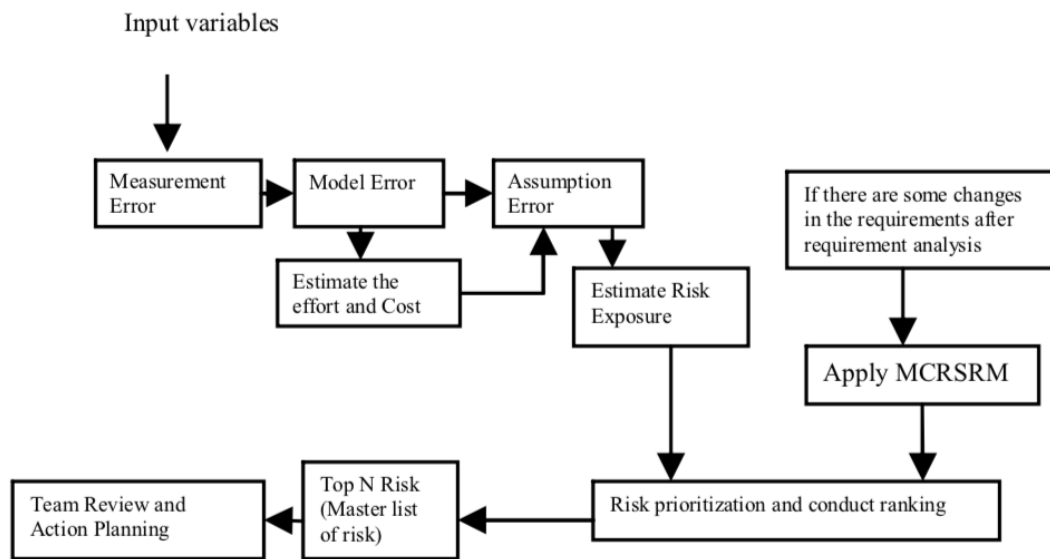 Input variables
Measurement
Error
Model Error
Assumption
Error
If there are some changes
in the requirements after
requirement analysis
Estimate the
effort and Cost
Estimate Risk
Exposure
Apply MCRSRM
Team Review and
Action Planning
Top N Risk
(Master list
of risk)
Risk prioritization and conduct ranking